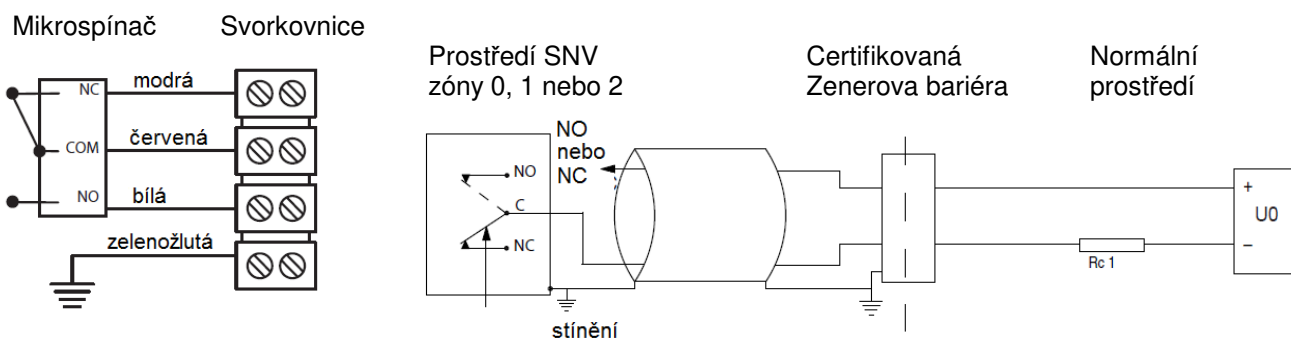 Mikrospínač
Svorkovnice
NC
modrá
COM
červená
NO
bílá
zelenožlutá
Prostředí SNV
zóny 0, 1 nebo 2
Certifikovaná
Zenerova bariéra
Normální
prostředí
NO
nebo
NC
NO
C
NC
stínění
+
U0
–
Rc 1